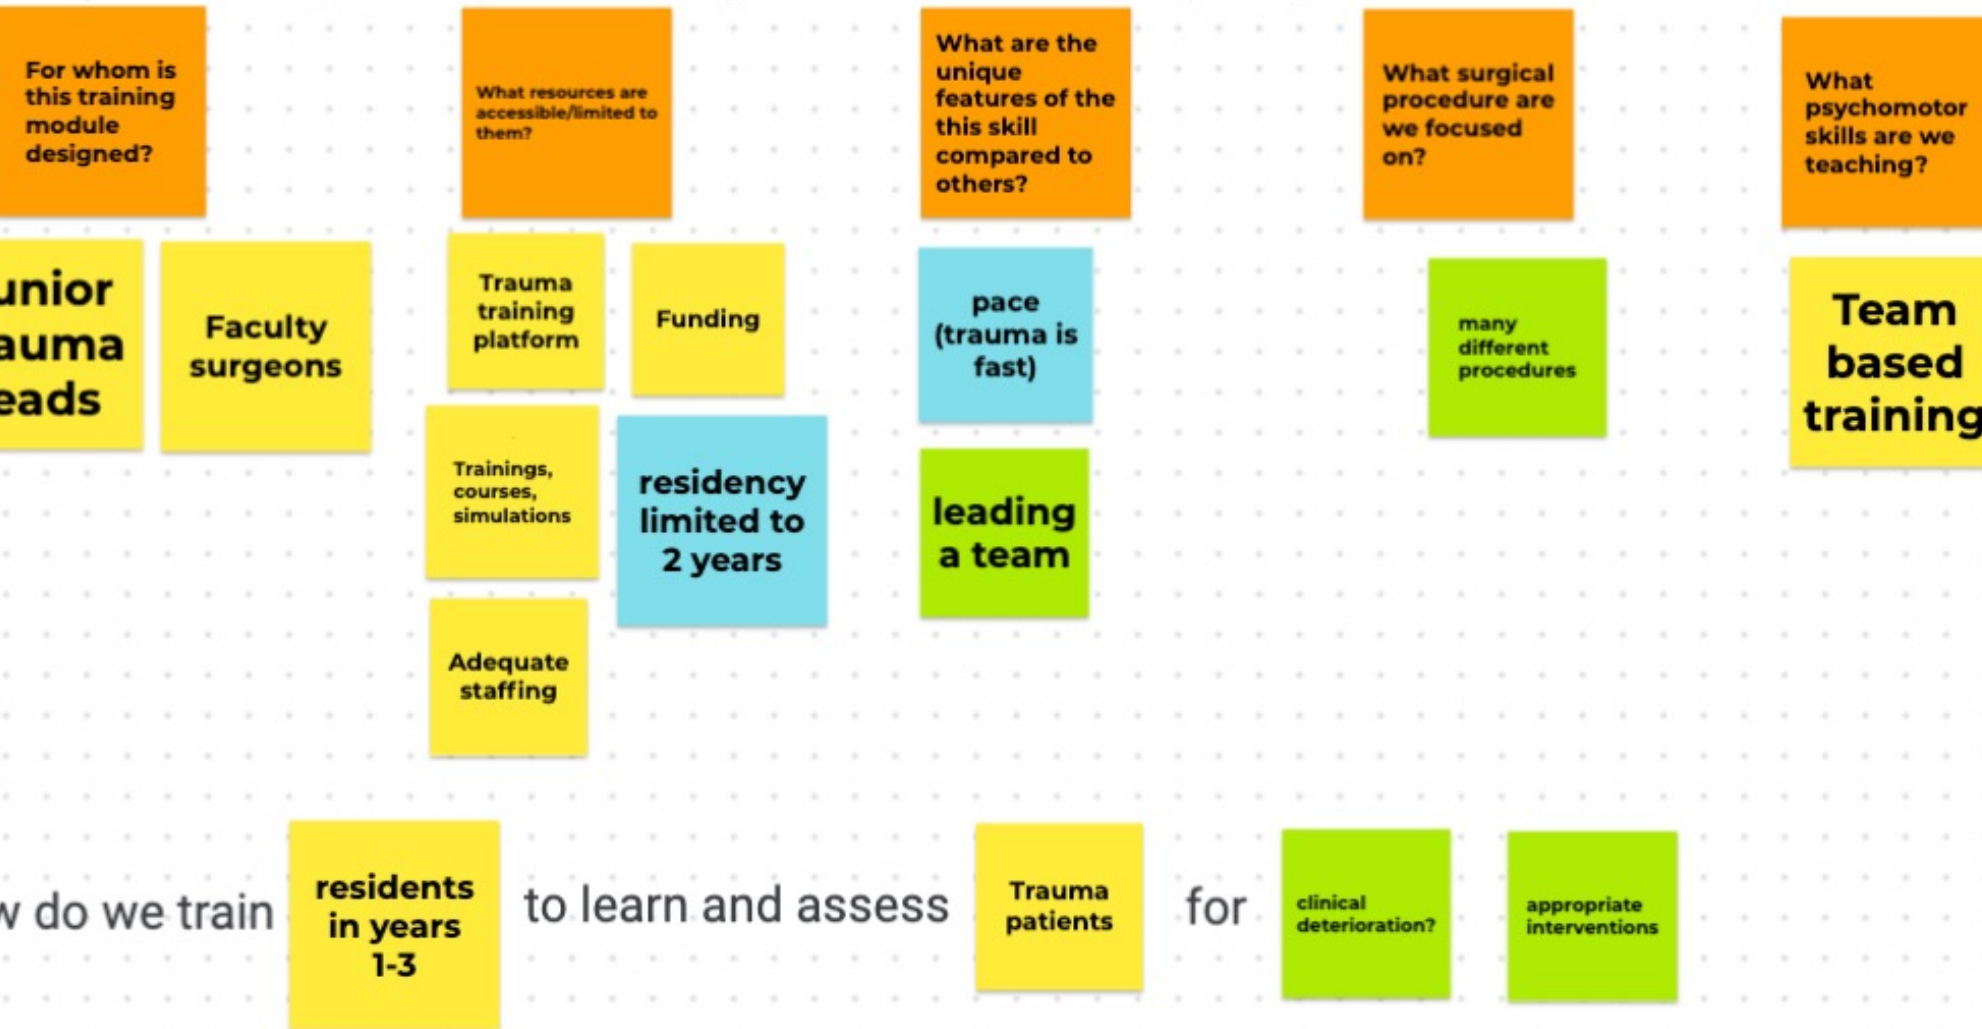 For whom is
this training
module
designed?
What resources are
accessible/limited to
them?
What are the
unique
features of the
this skill
compared to
others?
What surgical
procedure are
we focused
on?
What
psychomotor
skills are we
teaching?
unior
auma
eads
Faculty
surgeons
Trauma
training
platform
Funding
Trainings,
courses,
simulations
residency
limited to
2 years
Adequate
staffing
pace
(trauma is
fast)
leading
a team
many
different
procedures
Team
based
training
w do we train
residents
in years
1-3
to learn and assess
Trauma
patients
for
clinical
deterioration?
appropriate
interventions